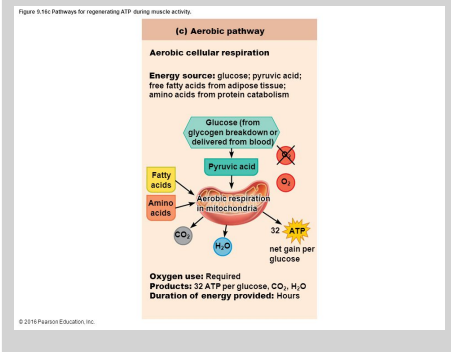 Figure 9.16c Pathways for regenerating ATP during muscle activity.
(c) Aerobic pathway
Aerobic cellular respiration
Energy source: glucose; pyruvic acid;
free fatty acids from adipose tissue;
amino acids from protein catabolism
Glucose (from
glycogen breakdown or
delivered from blood)
O₂
Pyruvic acid
O₂
Fatty
acids
Amino
acids
Aerobic respiration
in mitochondria
CO₂
H₂O
32 ATP
net gain per
glucose
Oxygen use: Required
Products: 32 ATP per glucose, CO₂, H₂O
Duration of energy provided: Hours
© 2016 Pearson Education, Inc.